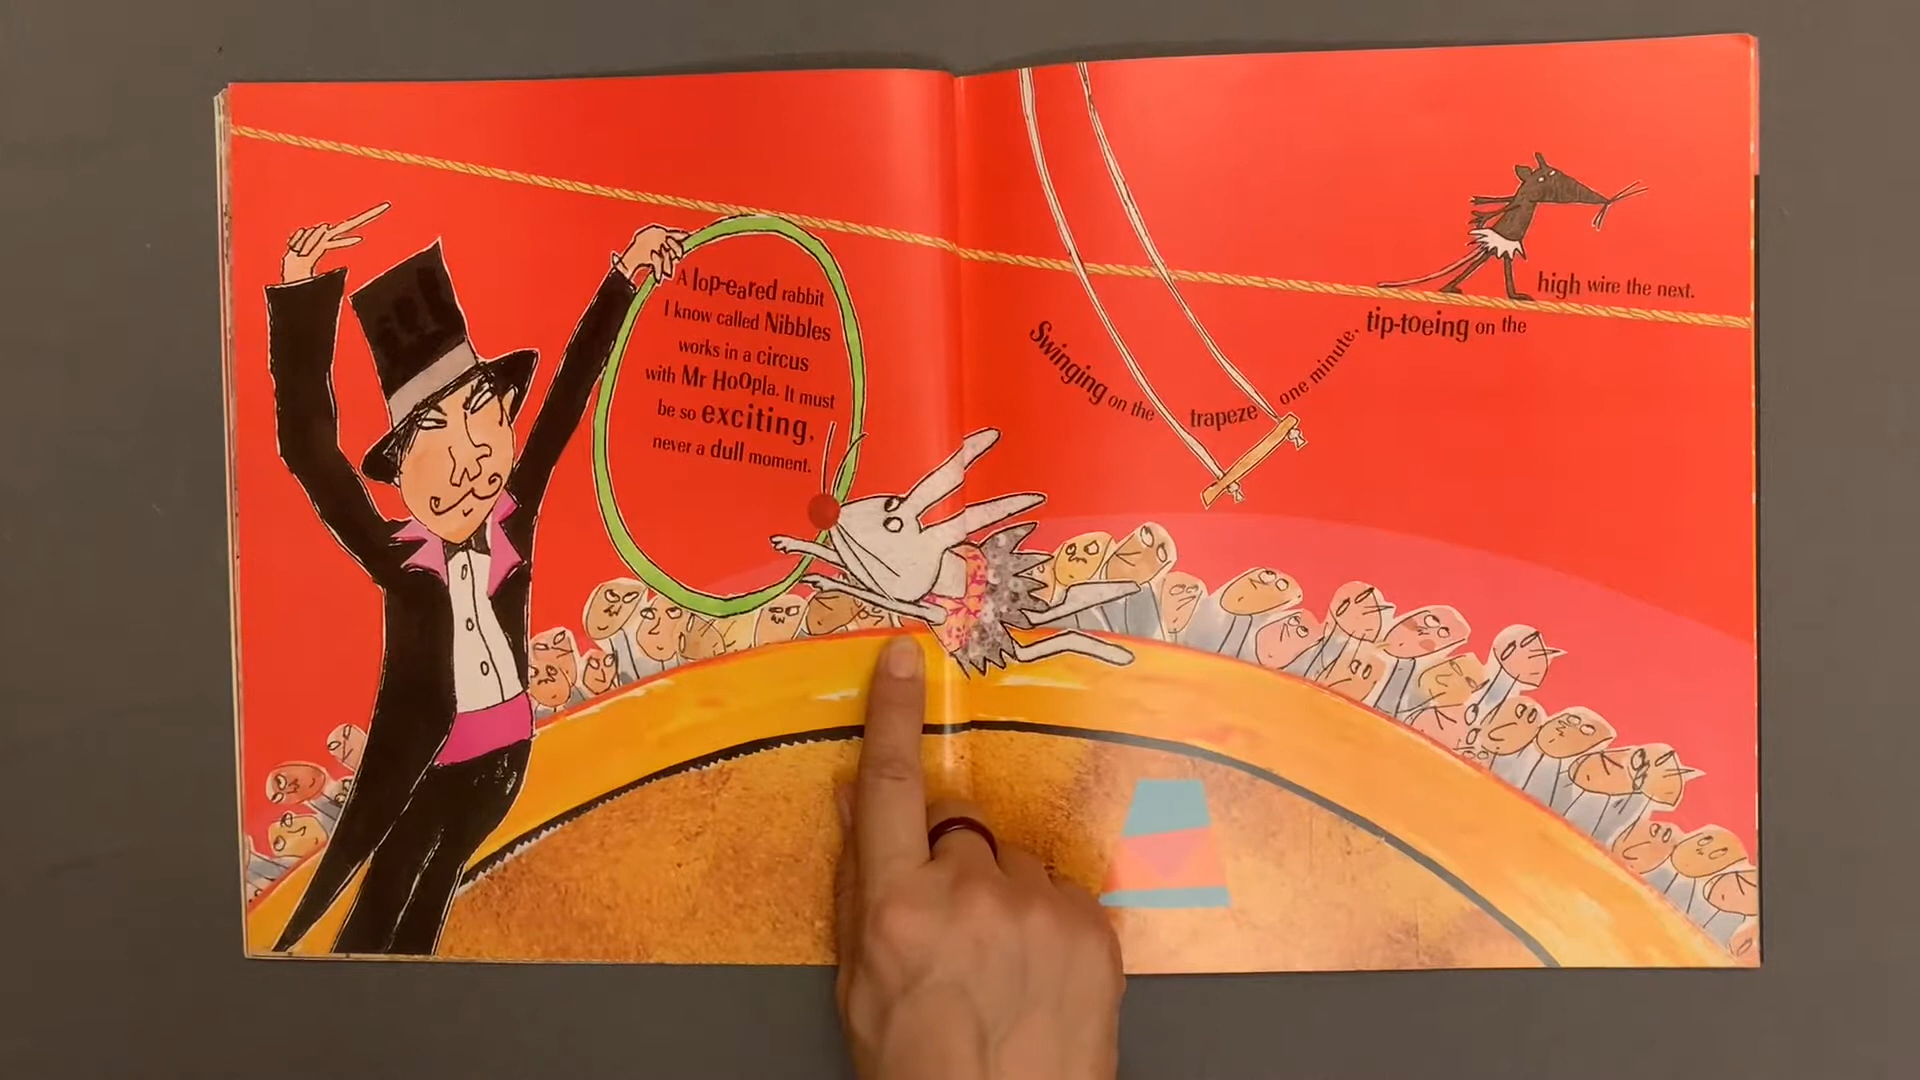 A lop-eared rabbit
I know called Nibbles
works in a circus
with Mr HoOpla. It must
be so exciting,
never a dull moment.
Swinging on the trapeze one minute,
tip-toeing on the
high wire the next.